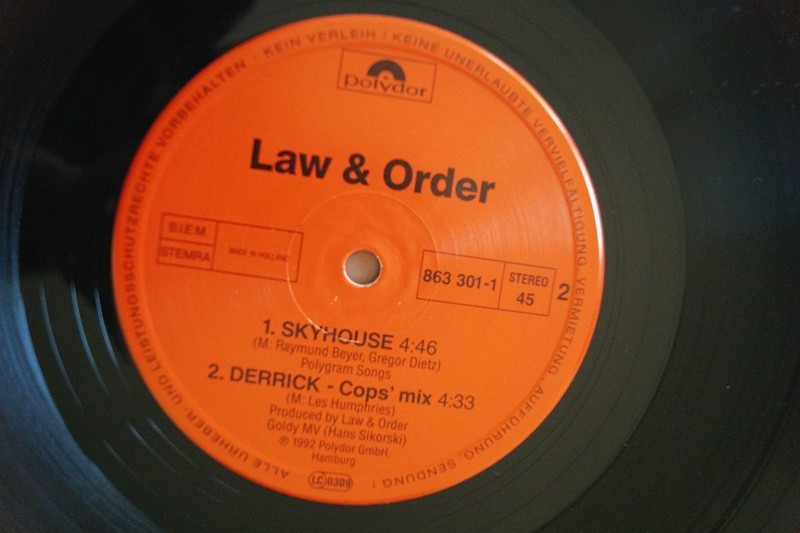 ALLE URHEBER- UND LEISTUNGSSCHUTZRECHTE VORBEHALTEN · KEIN VERLEIH ! KEINE UNERLAUBTE VERVIELFÄLTIGUNG, VERMIETUNG, AUFFÜHRUNG, SENDUNG !
polydor
Law & Order
B.I.E.M.
STEMRA
MADE IN HOLLAND
863 301-1
STEREO
45
2
1. SKYHOUSE 4:46
(M: Raymund Beyer, Gregor Dietz)
Polygram Songs
2. DERRICK - Cops' mix 4:33
(M: Les Humphries)
Produced by Law & Order
Goldy MV (Hans Sikorski)
℗ 1992 Polydor GmbH,
Hamburg
LC 0309